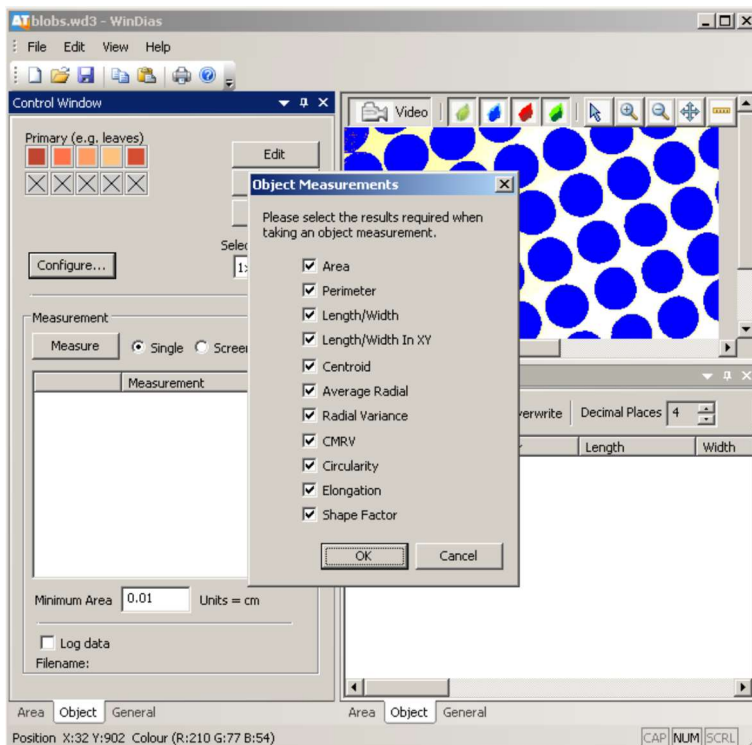 AT blobs.wd3 - WinDias
File Edit View Help
Control Window
Video
Primary (e.g. leaves)
Edit
Object Measurements
Please select the results required when
taking an object measurement.
Configure...
Area
Perimeter
Length/Width
Length/Width In XY
Centroid
Average Radial
Radial Variance
CMRV
Circularity
Elongation
Shape Factor
OK Cancel
Measurement
Measure Single
Measurement
Decimal Places 4
Length Width
Minimum Area 0.01 Units = cm
Log data
Filename:
Area Object General
Area Object General
Position X:32 Y:902 Colour (R:210 G:77 B:54)
CAP NUM SCRL